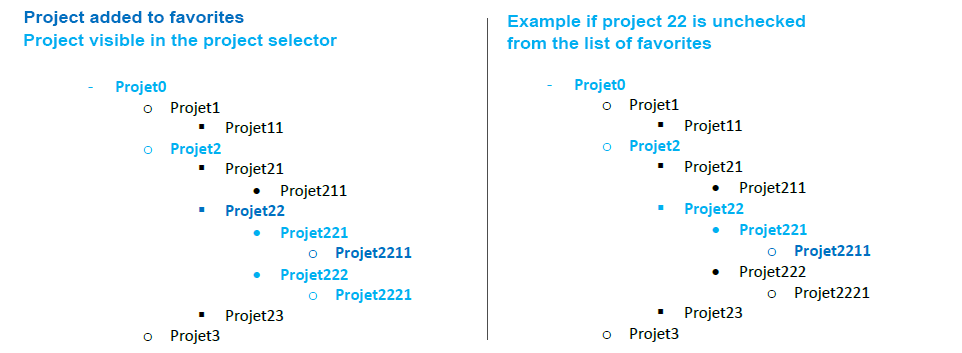 Project added to favorites
Project visible in the project selector
- Projet0
o Projet1
▪ Projet11
o Projet2
▪ Projet21
• Projet211
▪ Projet22
• Projet221
o Projet2211
• Projet222
o Projet2221
▪ Projet23
o Projet3
Example if project 22 is unchecked
from the list of favorites
- Projet0
o Projet1
▪ Projet11
o Projet2
▪ Projet21
• Projet211
▪ Projet22
• Projet221
o Projet2211
• Projet222
o Projet2221
▪ Projet23
o Projet3